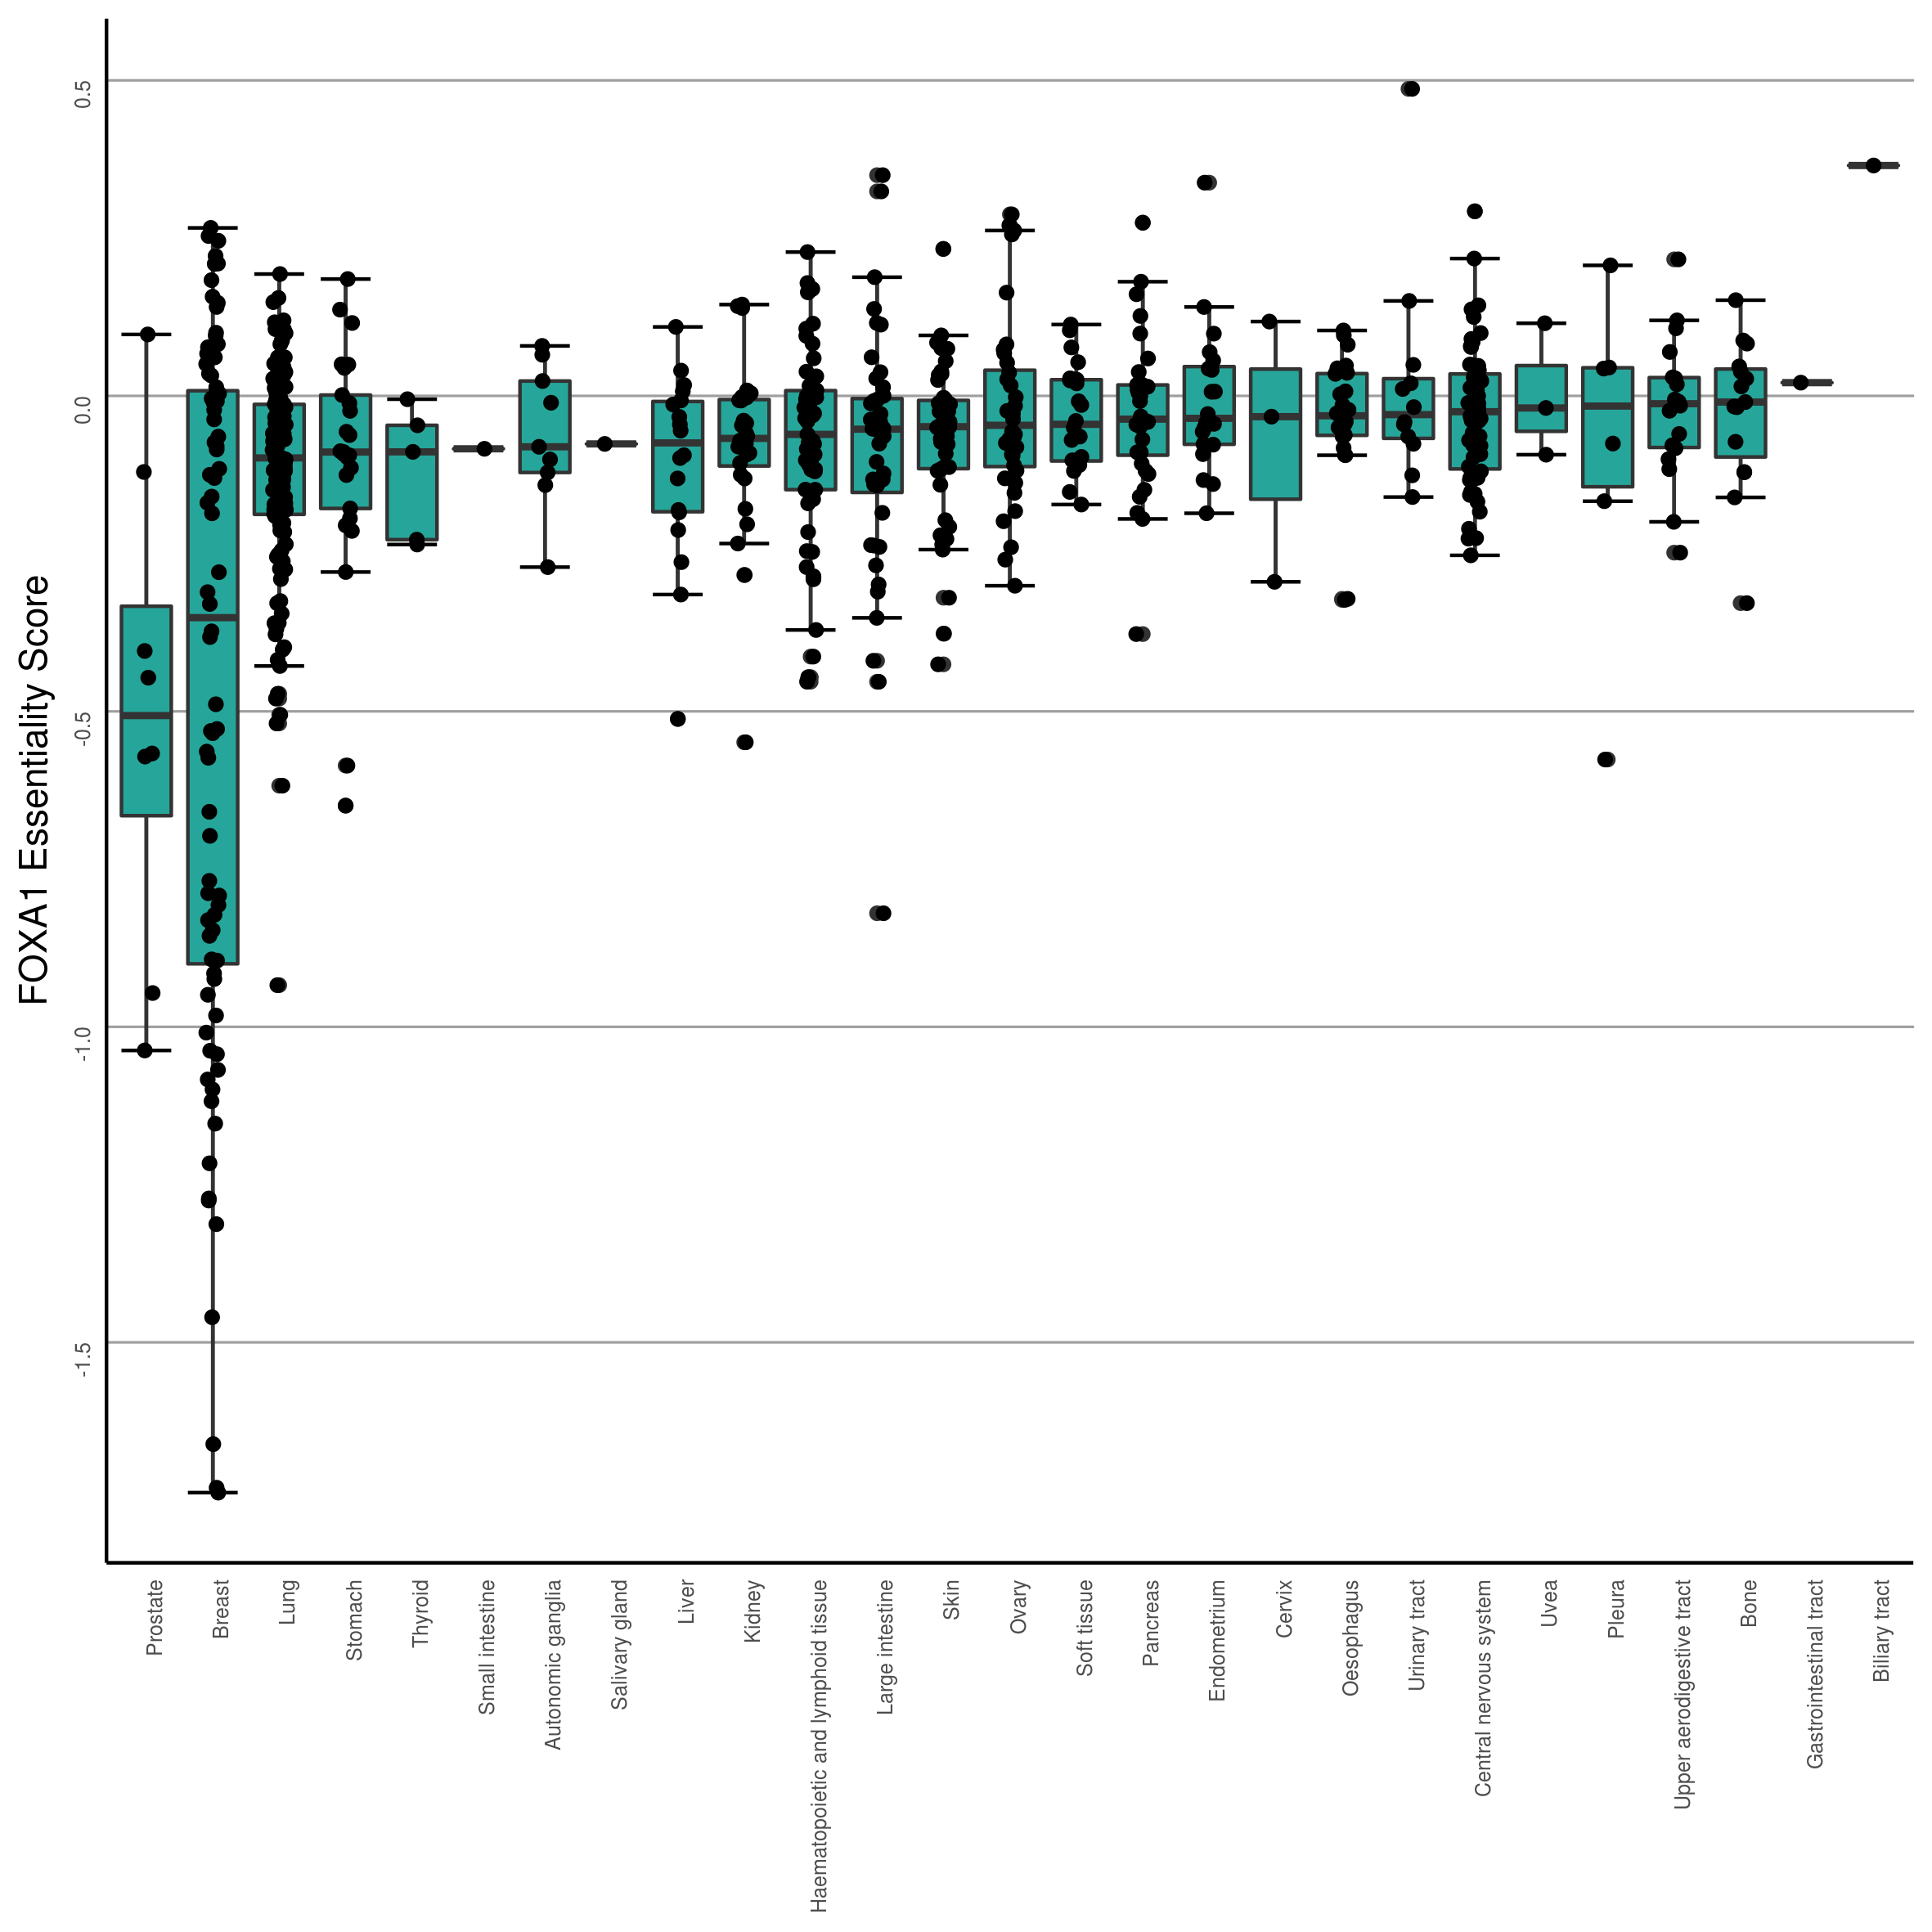 FOXA1 Essentiality Score
0.5
0.0
-0.5
-1.0
-1.5
Prostate
Breast
Lung
Stomach
Thyroid
Small intestine
Autonomic ganglia
Salivary gland
Liver
Kidney
Haematopoietic and lymphoid tissue
Large intestine
Skin
Ovary
Soft tissue
Pancreas
Endometrium
Cervix
Oesophagus
Urinary tract
Central nervous system
Uvea
Pleura
Upper aerodigestive tract
Bone
Gastrointestinal tract
Biliary tract